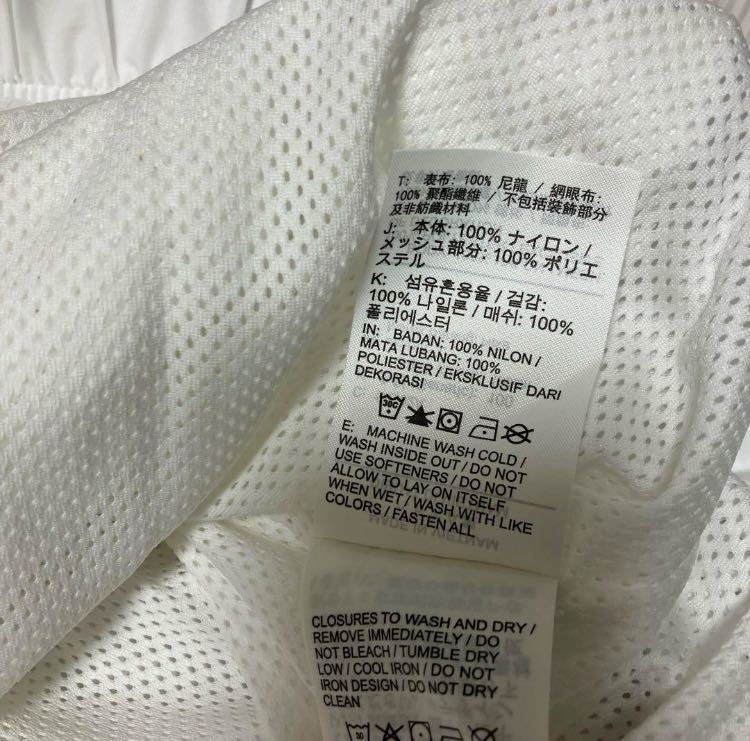 T: 表布: 100% 尼龍 / 網眼布:
100% 聚酯纖維 / 不包括裝飾部分
及非紡織材料
J: 本体: 100% ナイロン /
メッシュ部分: 100% ポリエ
ステル
K: 섬유혼용율 / 겉감:
100% 나일론 / 매쉬: 100%
폴리에스터
IN: BADAN: 100% NILON /
MATA LUBANG: 100%
POLIESTER / EKSKLUSIF DARI
DEKORASI
30C
E: MACHINE WASH COLD /
WASH INSIDE OUT / DO NOT
USE SOFTENERS / DO NOT
ALLOW TO LAY ON ITSELF
WHEN WET / WASH WITH LIKE
COLORS / FASTEN ALL
MADE IN VIETNAM
CLOSURES TO WASH AND DRY /
REMOVE IMMEDIATELY / DO
NOT BLEACH / TUMBLE DRY
LOW / COOL IRON / DO NOT
IRON DESIGN / DO NOT DRY
CLEAN
30